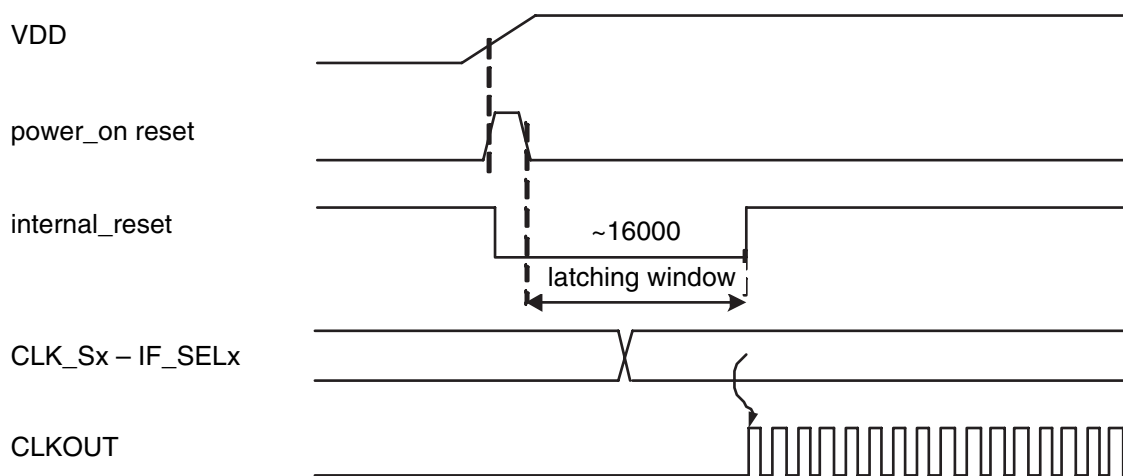 VDD
power_on reset
internal_reset
~16000
latching window
CLK_Sx – IF_SELx
CLKOUT